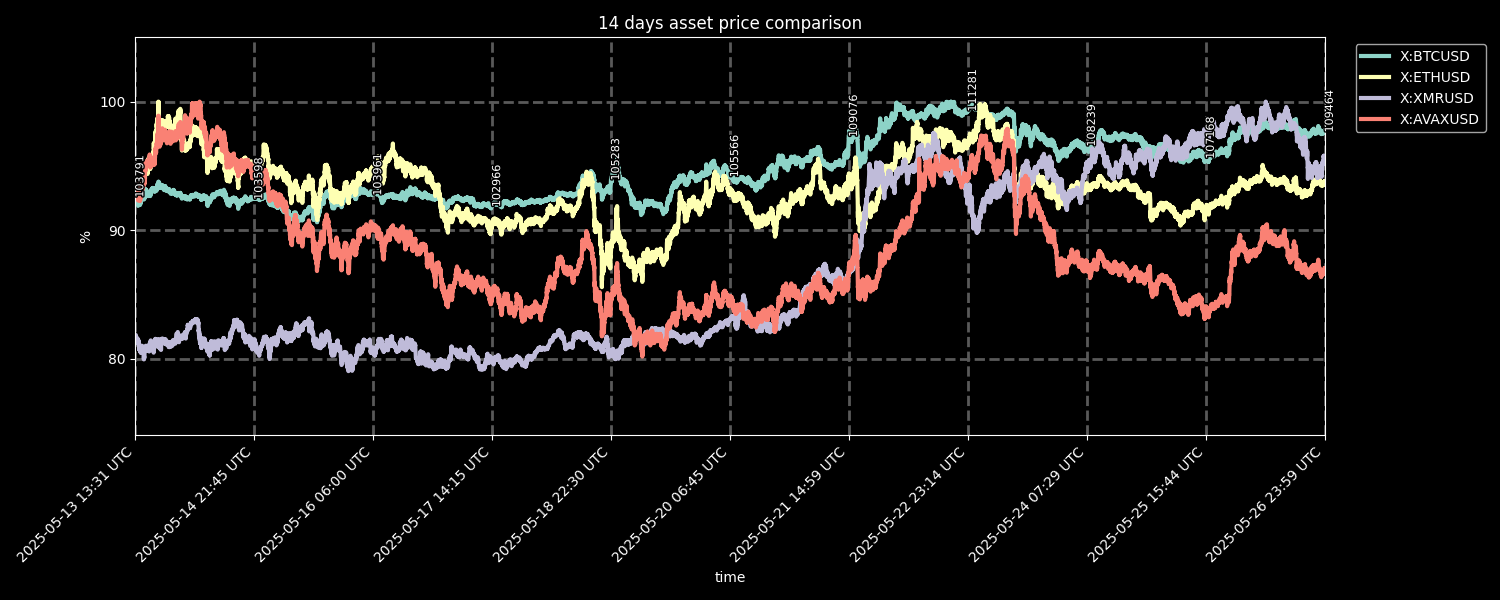 14 days asset price comparison
X:BTCUSD
X:ETHUSD
X:XMRUSD
X:AVAXUSD
100
90
80
%
103791
103598
103961
102966
105283
105566
109076
111281
108239
107168
109464
2025-05-13 13:31 UTC
2025-05-14 21:45 UTC
2025-05-16 06:00 UTC
2025-05-17 14:15 UTC
2025-05-18 22:30 UTC
2025-05-20 06:45 UTC
2025-05-21 14:59 UTC
2025-05-22 23:14 UTC
2025-05-24 07:29 UTC
2025-05-25 15:44 UTC
2025-05-26 23:59 UTC
time